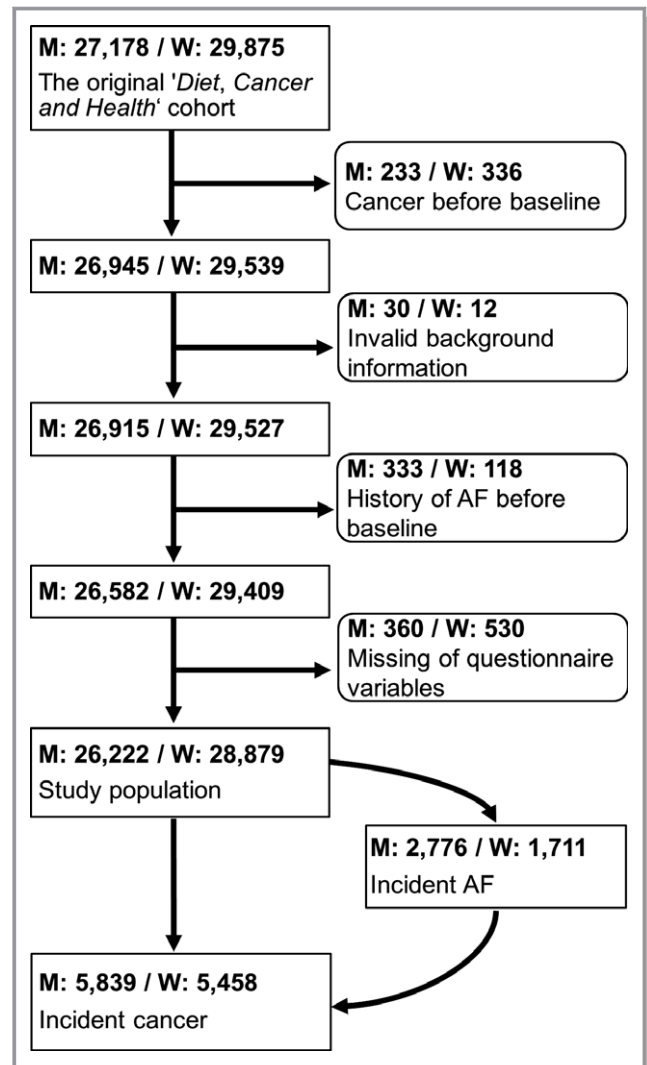 M: 27,178 / W: 29,875
The original 'Diet, Cancer
and Health‘ cohort
M: 233 / W: 336
Cancer before baseline
M: 26,945 / W: 29,539
M: 30 / W: 12
Invalid background
information
M: 26,915 / W: 29,527
M: 333 / W: 118
History of AF before
baseline
M: 26,582 / W: 29,409
M: 360 / W: 530
Missing of questionnaire
variables
M: 26,222 / W: 28,879
Study population
M: 2,776 / W: 1,711
Incident AF
M: 5,839 / W: 5,458
Incident cancer